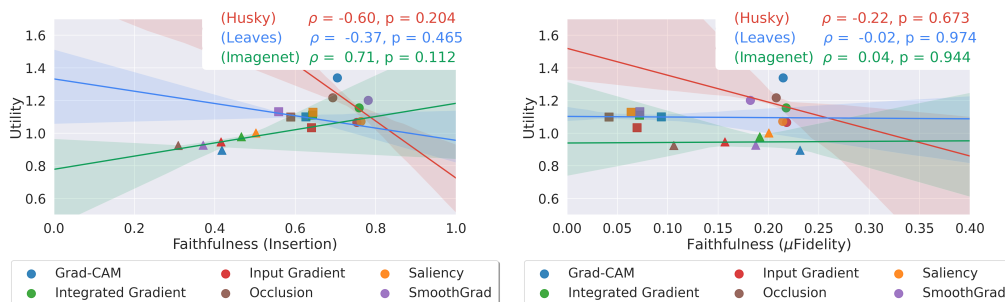 (Husky) ρ = -0.60, p = 0.204
(Leaves) ρ = -0.37, p = 0.465
(Imagenet) ρ = 0.71, p = 0.112
Utility
1.6
1.4
1.2
1.0
0.8
0.6
0.0 0.2 0.4 0.6 0.8 1.0
Faithfulness (Insertion)
Grad-CAM Input Gradient Saliency
Integrated Gradient Occlusion SmoothGrad
(Husky) ρ = -0.22, p = 0.673
(Leaves) ρ = -0.02, p = 0.974
(Imagenet) ρ = 0.04, p = 0.944
Utility
1.6
1.4
1.2
1.0
0.8
0.6
0.00 0.05 0.10 0.15 0.20 0.25 0.30 0.35 0.40
Faithfulness (μFidelity)
Grad-CAM Input Gradient Saliency
Integrated Gradient Occlusion SmoothGrad